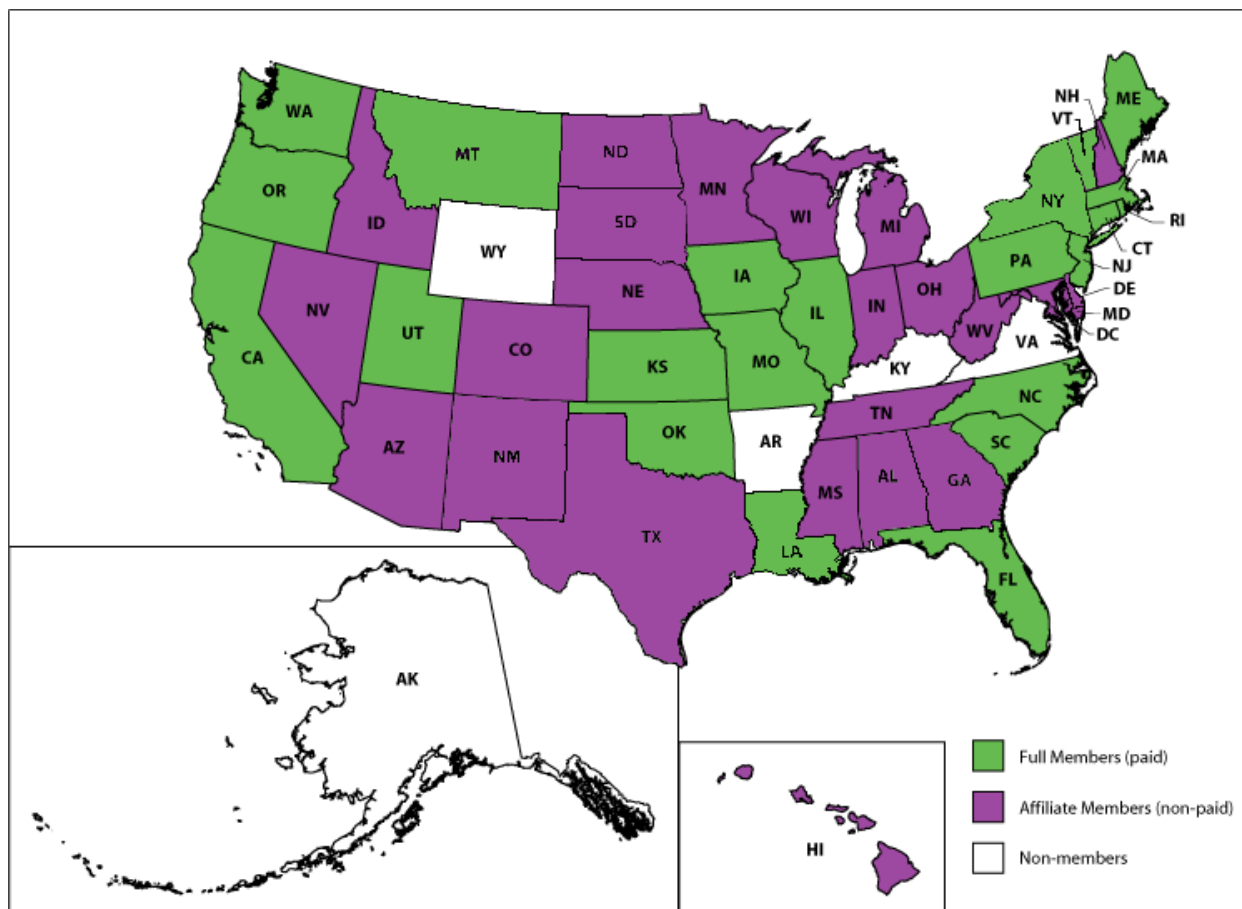 WA
MT
ND
MN
OR
ID
WY
SD
WI
MI
NH
VT
ME
MA
NY
RI
CT
PA
NJ
DE
MD
DC
NV
UT
NE
IA
IL
IN
OH
WV
VA
CA
CO
KS
MO
KY
AZ
NM
OK
AR
TN
NC
SC
TX
LA
MS
AL
GA
FL
AK
HI
Full Members (paid)
Affiliate Members (non-paid)
Non-members